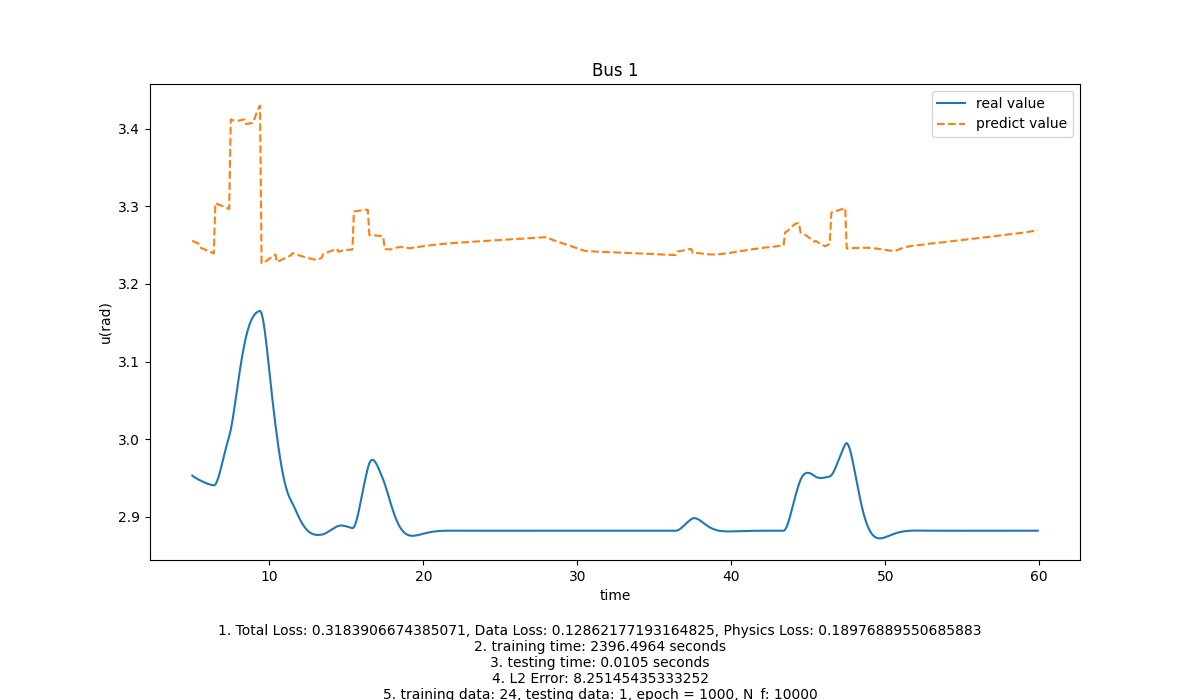 Bus 1
real value
predict value
3.4
3.3
3.2
3.1
3.0
2.9
u(rad)
10
20
30
40
50
60
time
1. Total Loss: 0.3183906674385071, Data Loss: 0.12862177193164825, Physics Loss: 0.18976889550685883
2. training time: 2396.4964 seconds
3. testing time: 0.0105 seconds
4. L2 Error: 8.25145435333252
5. training data: 24, testing data: 1, epoch = 1000, N_f: 10000